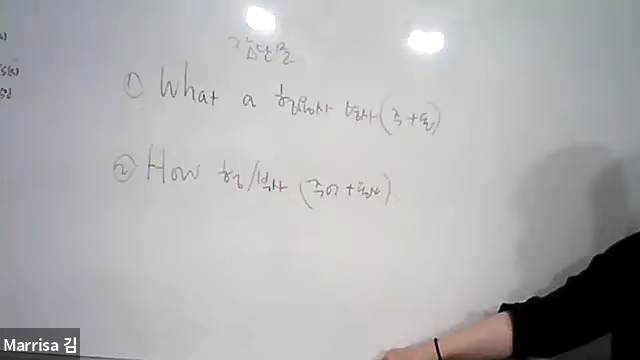 감탄문
① What a 형용사 명사 (주+동)
② How 형/부사 (주어+동사)
Marrisa 김